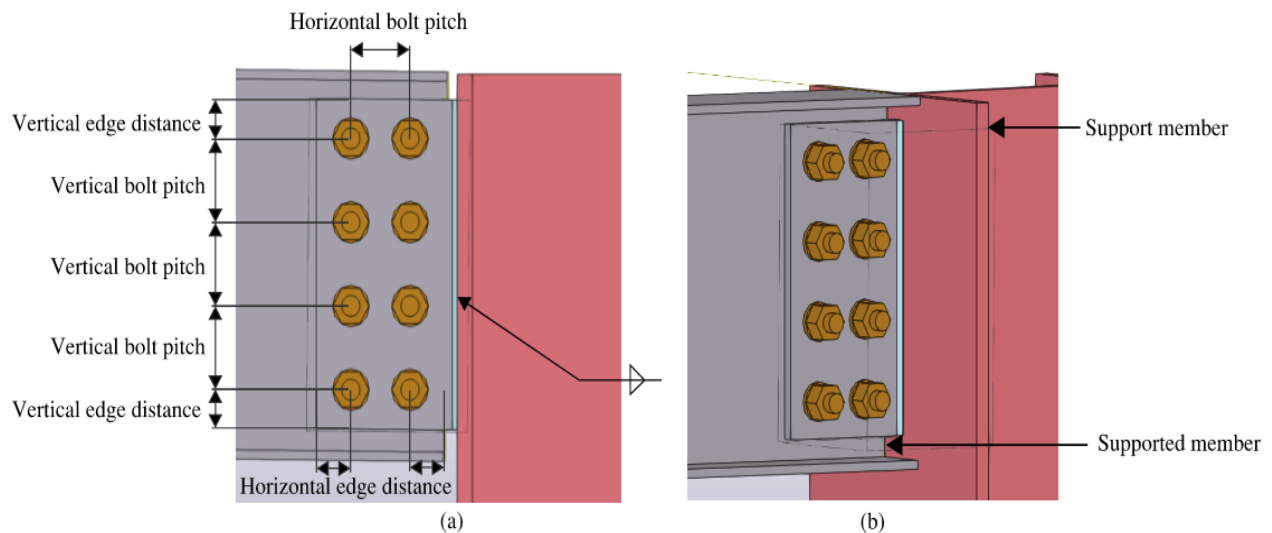 Horizontal bolt pitch
Vertical edge distance
Vertical bolt pitch
Vertical bolt pitch
Vertical bolt pitch
Vertical edge distance
Horizontal edge distance
(a)
Support member
Supported member
(b)